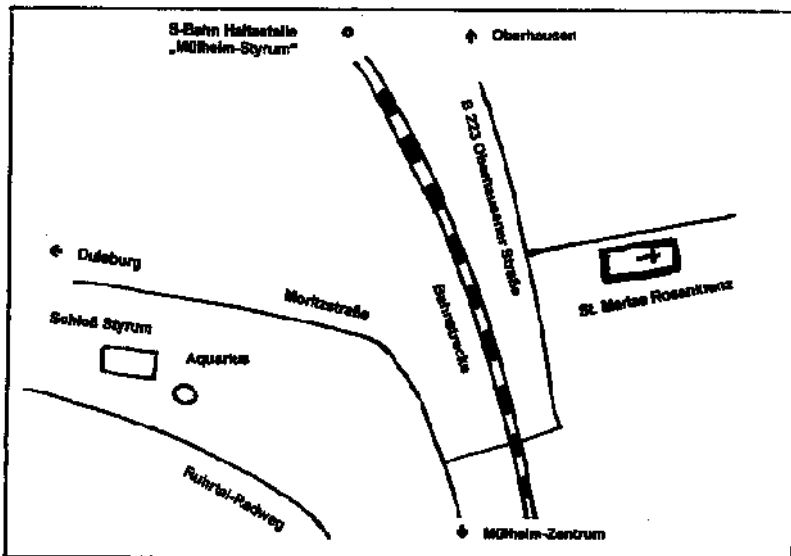 S-Bahn Haltestelle
„Mülheim-Styrum“
Oberhausen
B 223 Oberhausener Straße
Duisburg
Moritzstraße
Bahnstrecke
St. Mariae Rosenkranz
Schloß Styrum
Aquarius
Ruhrtal-Radweg
Mülheim-Zentrum